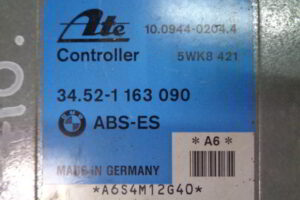 Ate
10.0944-0204.4
Controller
5WK8 421
34.52-1 163 090
BMW
ABS-ES
*A6*
MADE IN GERMANY
*A6S4M12G40*